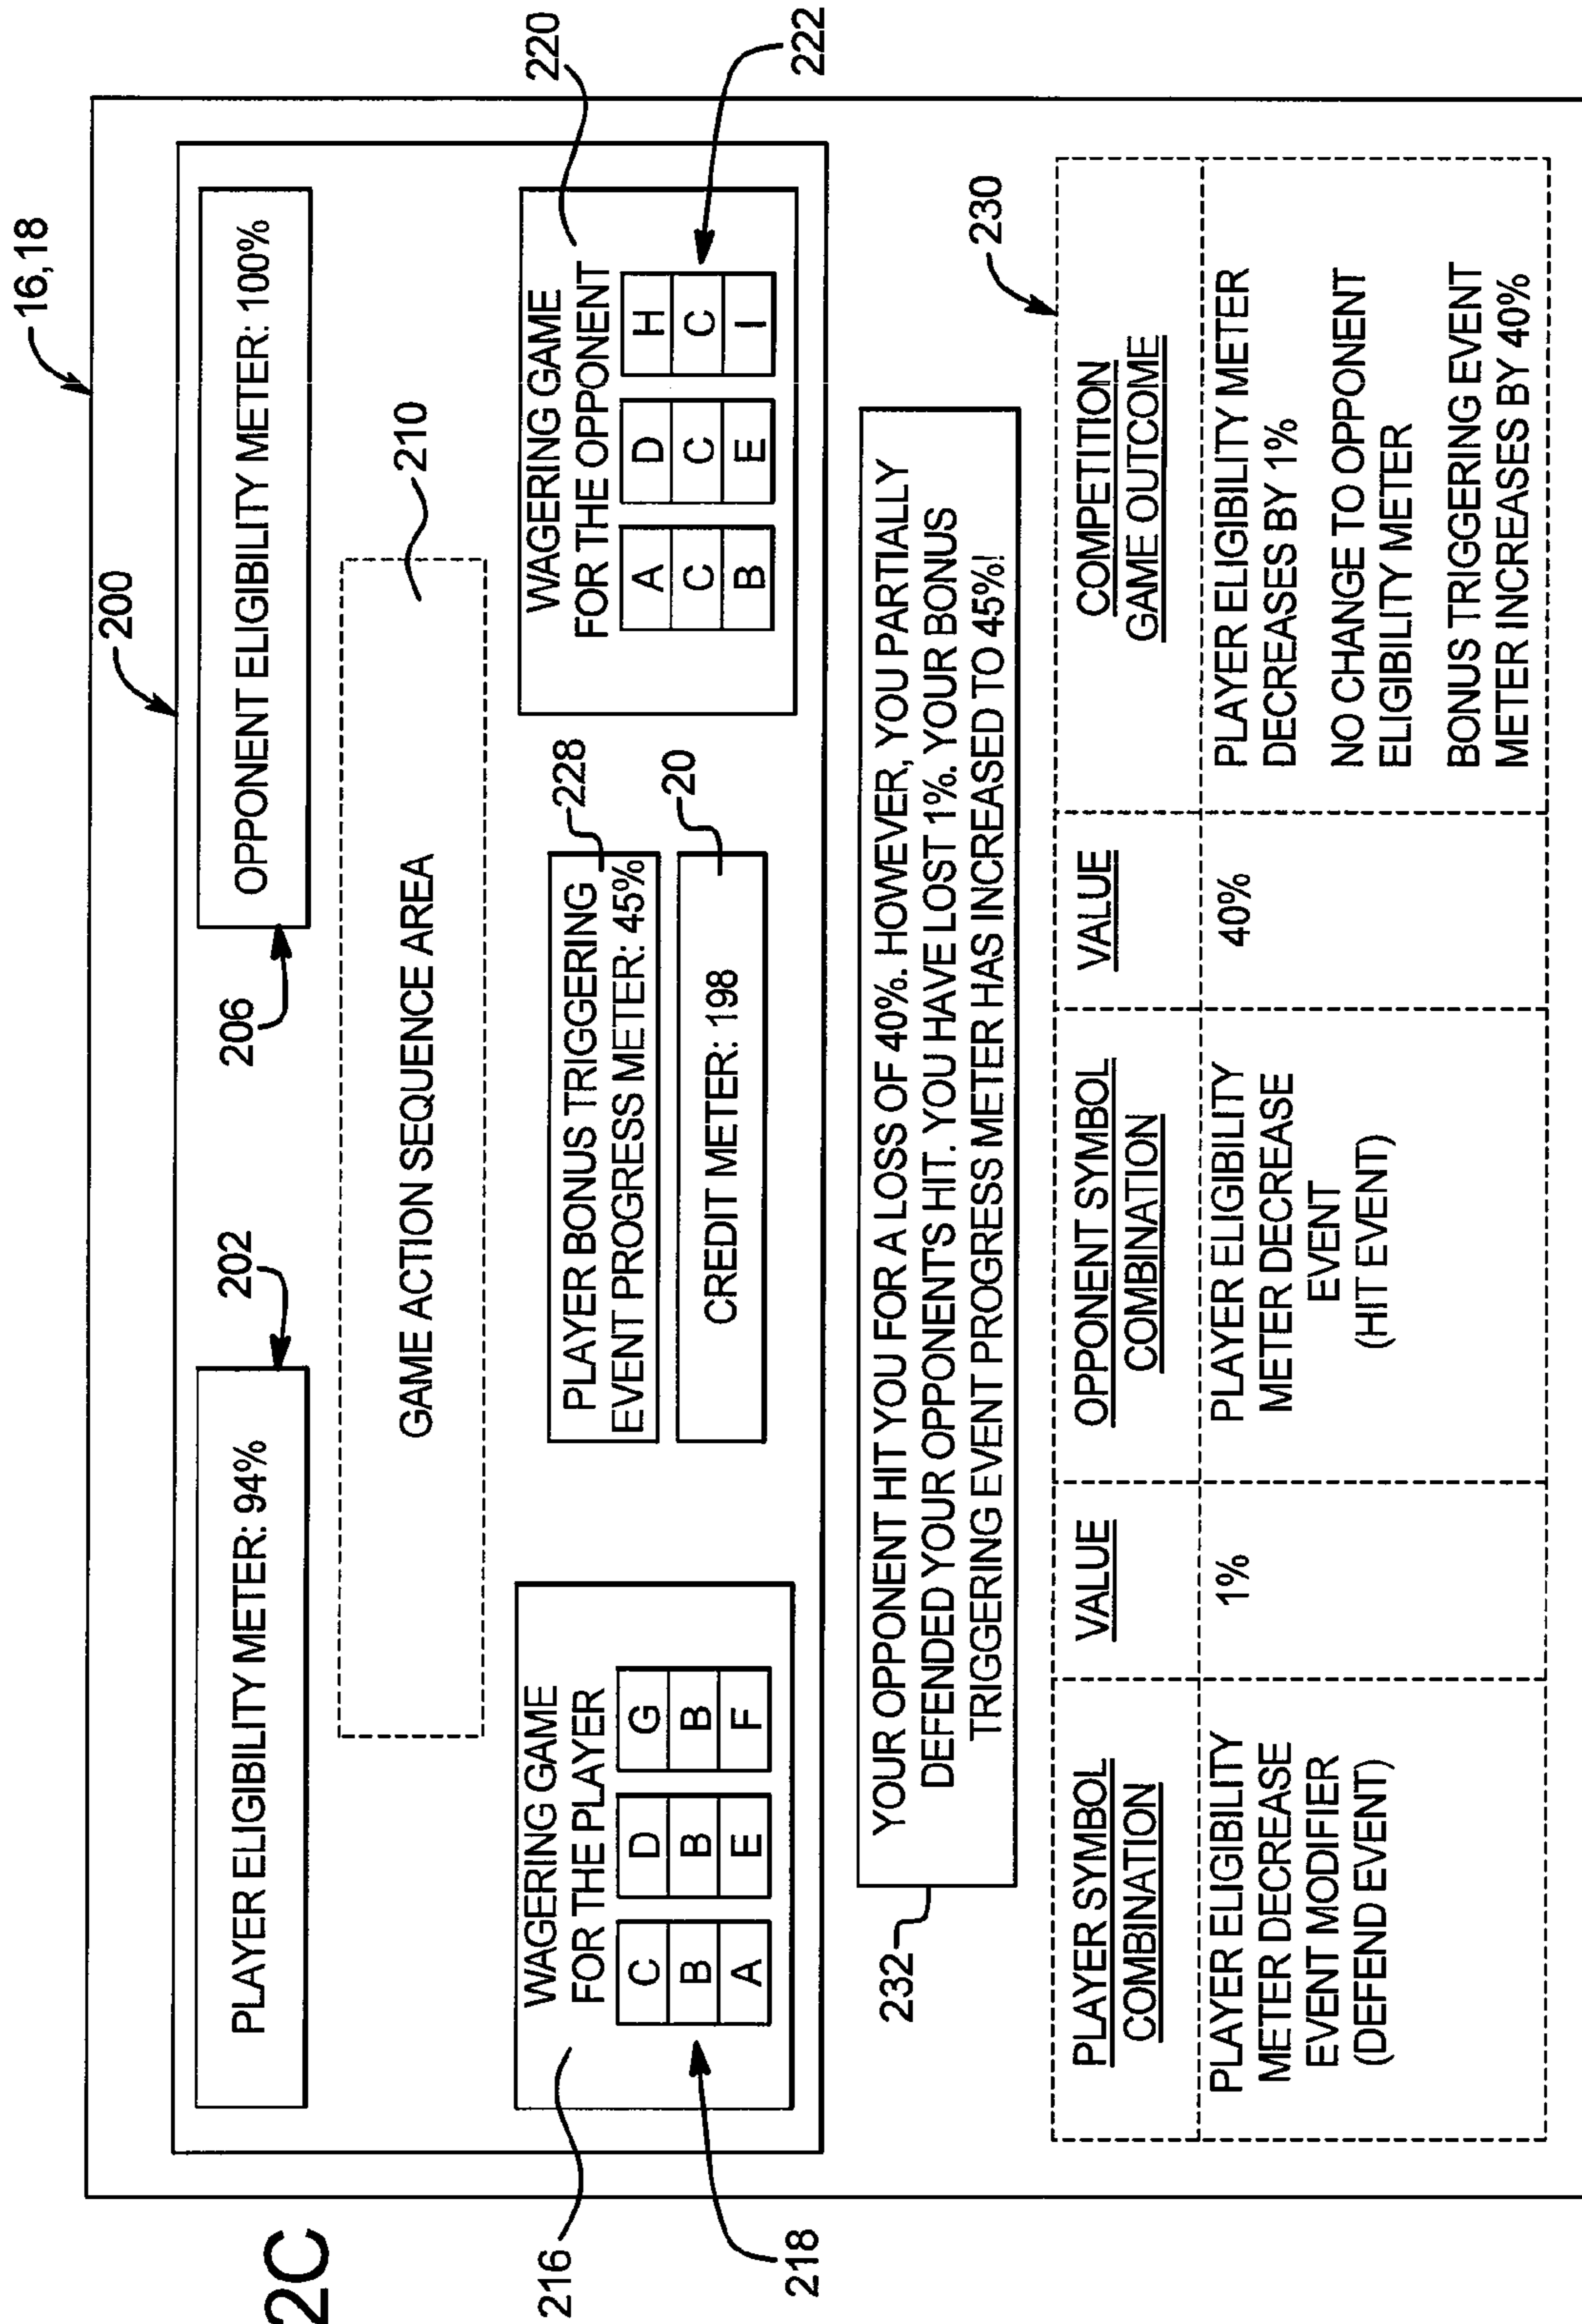 2C
16,18
200
PLAYER ELIGIBILITY METER: 94%
202
206
OPPONENT ELIGIBILITY METER: 100%
GAME ACTION SEQUENCE AREA
210
216
WAGERING GAME
FOR THE PLAYER
C D G
B B B
A E F
218
PLAYER BONUS TRIGGERING
EVENT PROGRESS METER: 45%
228
CREDIT METER: 198
20
WAGERING GAME
FOR THE OPPONENT
A D H
C C C
B E I
220
222
232
YOUR OPPONENT HIT YOU FOR A LOSS OF 40%. HOWEVER, YOU PARTIALLY
DEFENDED YOUR OPPONENTS HIT. YOU HAVE LOST 1%. YOUR BONUS
TRIGGERING EVENT PROGRESS METER HAS INCREASED TO 45%!
230
PLAYER SYMBOL
COMBINATION
VALUE
OPPONENT SYMBOL
COMBINATION
VALUE
COMPETITION
GAME OUTCOME
PLAYER ELIGIBILITY
METER DECREASE
EVENT MODIFIER
(DEFEND EVENT)
1%
PLAYER ELIGIBILITY
METER DECREASE
EVENT
(HIT EVENT)
40%
PLAYER ELIGIBILITY METER
DECREASES BY 1%
NO CHANGE TO OPPONENT
ELIGIBILITY METER
BONUS TRIGGERING EVENT
METER INCREASES BY 40%